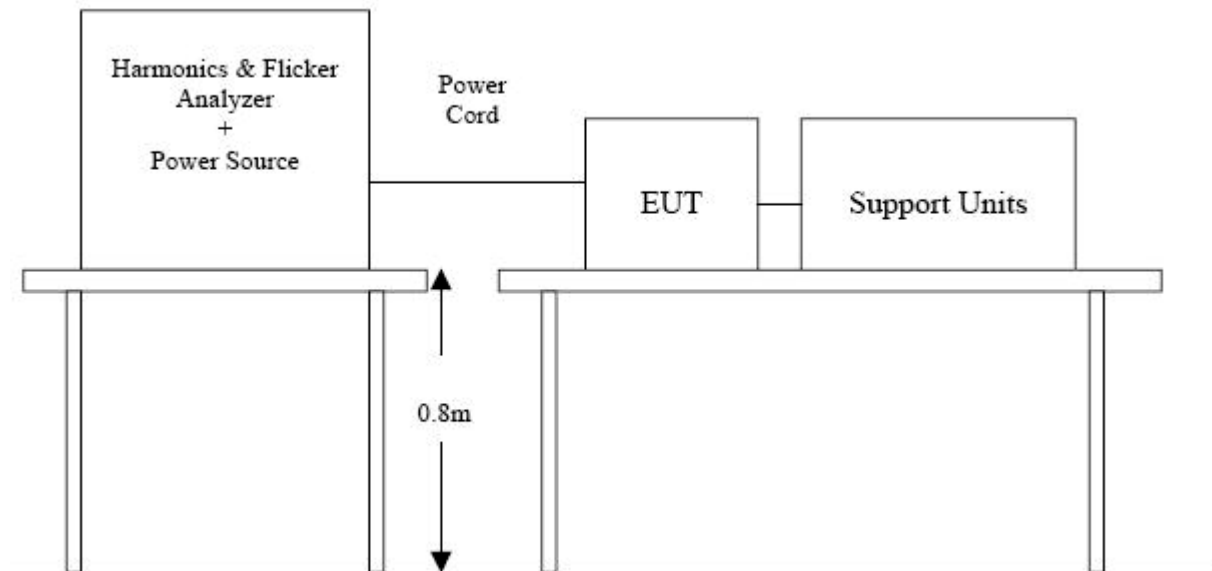 Harmonics & Flicker
Analyzer
+
Power Source
Power
Cord
EUT
Support Units
0.8m